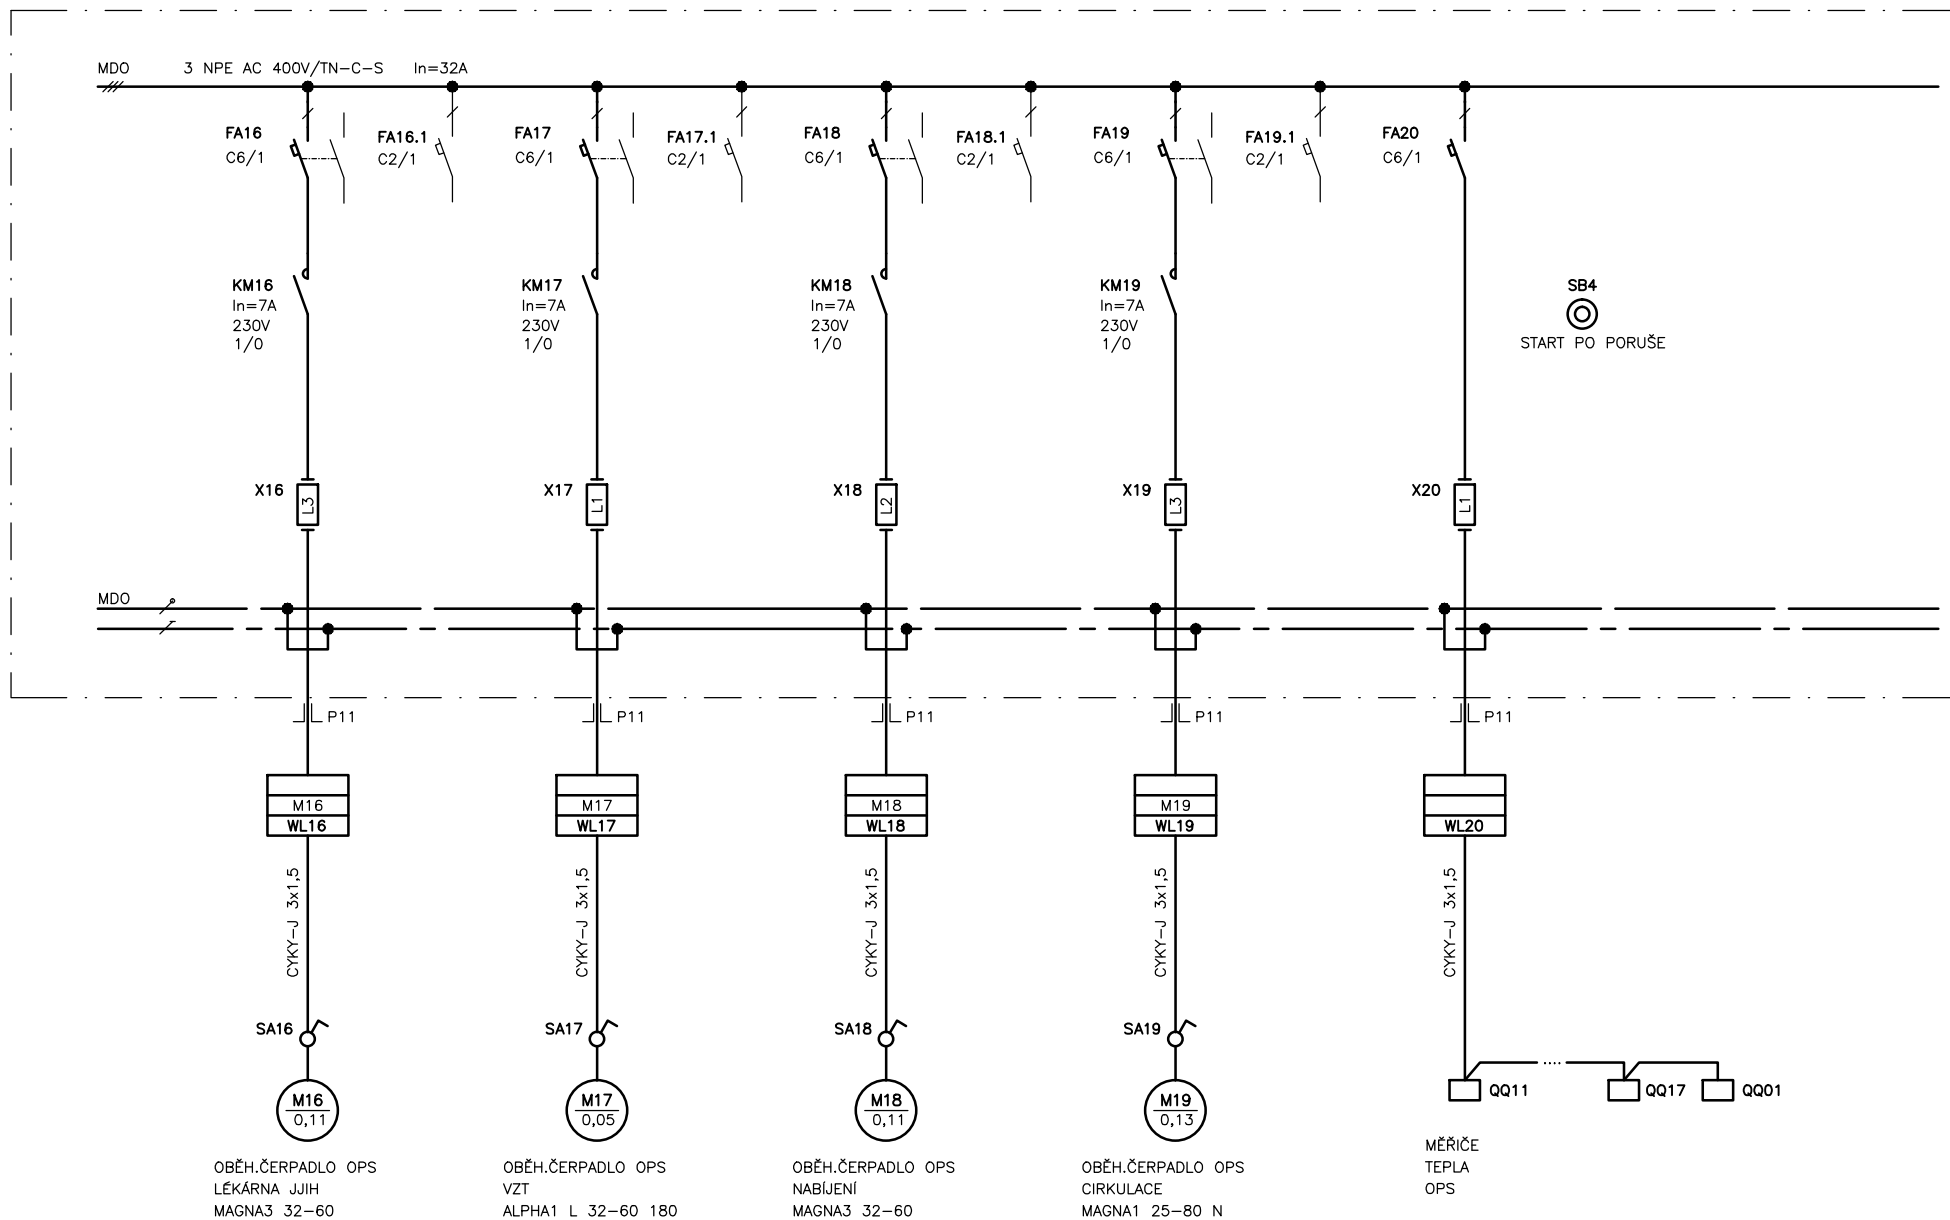 MDO 3 NPE AC 400V/TN-C-S In=32A
FA16
C6/1
FA16.1
C2/1
FA17
C6/1
FA17.1
C2/1
FA18
C6/1
FA18.1
C2/1
FA19
C6/1
FA19.1
C2/1
FA20
C6/1
KM16
In=7A
230V
1/0
KM17
In=7A
230V
1/0
KM18
In=7A
230V
1/0
KM19
In=7A
230V
1/0
SB4
START PO PORUŠE
X16 L3
X17 L1
X18 L2
X19 L3
X20 L1
MDO
P11
P11
P11
P11
P11
M16
WL16
M17
WL17
M18
WL18
M19
WL19
WL20
CYKY-J 3x1,5
CYKY-J 3x1,5
CYKY-J 3x1,5
CYKY-J 3x1,5
CYKY-J 3x1,5
SA16
SA17
SA18
SA19
M16
0,11
M17
0,05
M18
0,11
M19
0,13
QQ11
QQ17
QQ01
OBĚH.ČERPADLO OPS
LÉKÁRNA JJIH
MAGNA3 32-60
OBĚH.ČERPADLO OPS
VZT
ALPHA1 L 32-60 180
OBĚH.ČERPADLO OPS
NABÍJENÍ
MAGNA3 32-60
OBĚH.ČERPADLO OPS
CIRKULACE
MAGNA1 25-80 N
MĚŘIČE
TEPLA
OPS